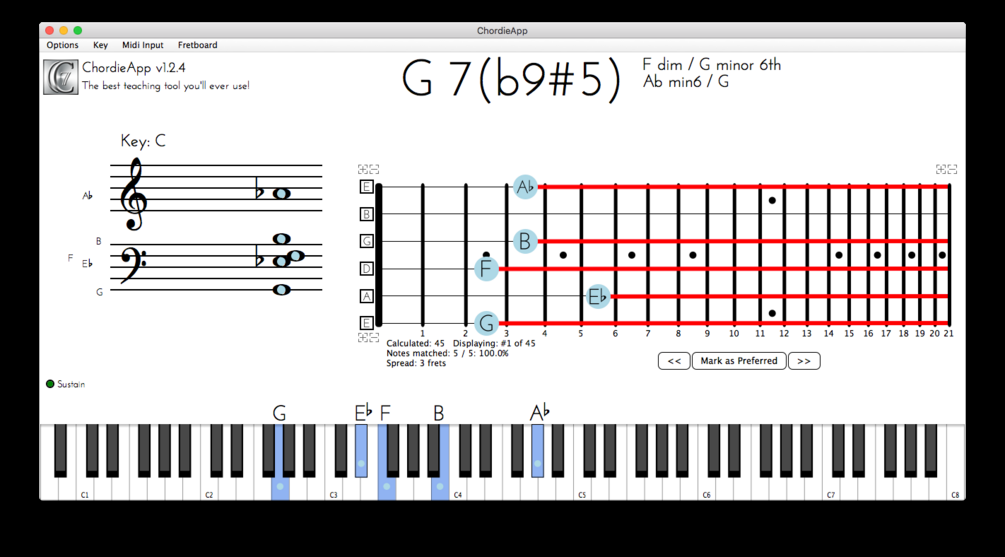 ChordieApp
Options Key Midi Input Fretboard
ChordieApp v1.2.4
The best teaching tool you'll ever use!
G 7(b9#5)
F dim / G minor 6th
Ab min6 / G
Key: C
A♭
B
F
E♭
G
E
B
G
D
A
E
A♭
B
F
E♭
G
1 2 3 4 5 6 7 8 9 10 11 12 13 14 15 16 17 18 19 20 21
Calculated: 45 Displaying: #1 of 45
Notes matched: 5 / 5: 100.0%
Spread: 3 frets
<< Mark as Preferred >>
Sustain
G E♭ F B A♭
C1 C2 C3 C4 C5 C6 C7 C8